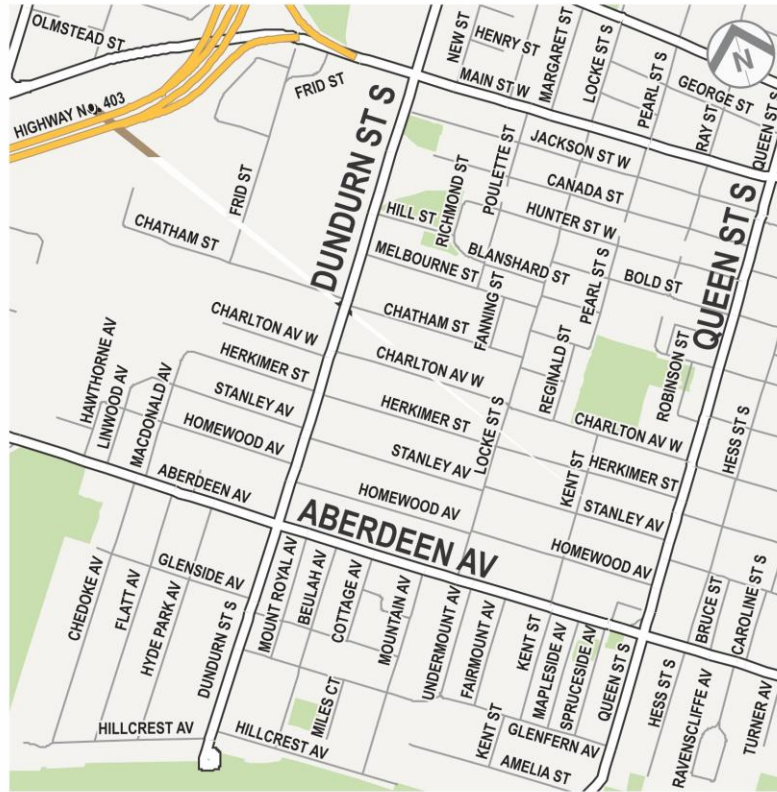 OLMSTEAD ST
NEW ST
HENRY ST
MARGARET ST
LOCKE ST S
PEARL ST S
GEORGE ST
RAY ST S
QUEEN ST S
N
HIGHWAY No. 403
FRID ST
MAIN ST W
DUNDURN ST S
FRID ST
JACKSON ST W
CANADA ST
POULETTE ST
RICHMOND ST
HILL ST
HUNTER ST W
QUEEN ST S
CHATHAM ST
MELBOURNE ST
BLANSHARD ST
PEARL ST S
BOLD ST
FANNING ST
CHATHAM ST
CHARLTON AV W
REGINALD ST
ROBINSON ST
HERKIMER ST
CHARLTON AV W
HAWTHORNE AV
LINWOOD AV
MACDONALD AV
STANLEY AV
HERKIMER ST
LOCKE ST S
CHARLTON AV W
HESS ST S
HOMEWOOD AV
STANLEY AV
KENT ST
HERKIMER ST
ABERDEEN AV
HOMEWOOD AV
STANLEY AV
ABERDEEN AV
HOMEWOOD AV
GLENSIDE AV
CHEDOKE AV
FLATT AV
HYDE PARK AV
DUNDURN ST S
MOUNT ROYAL AV
BEULAH AV
COTTAGE AV
MOUNTAIN AV
UNDERMOUNT AV
FAIRMOUNT AV
KENT ST
MAPLESIDE AV
SPRUCESIDE AV
QUEEN ST S
BRUCE ST
CAROLINE ST S
HESS ST S
RAVENSCLIFFE AV
TURNER AV
HILLCREST AV
HILLCREST AV
MILES CT
KENT ST
GLENFERN AV
AMELIA ST